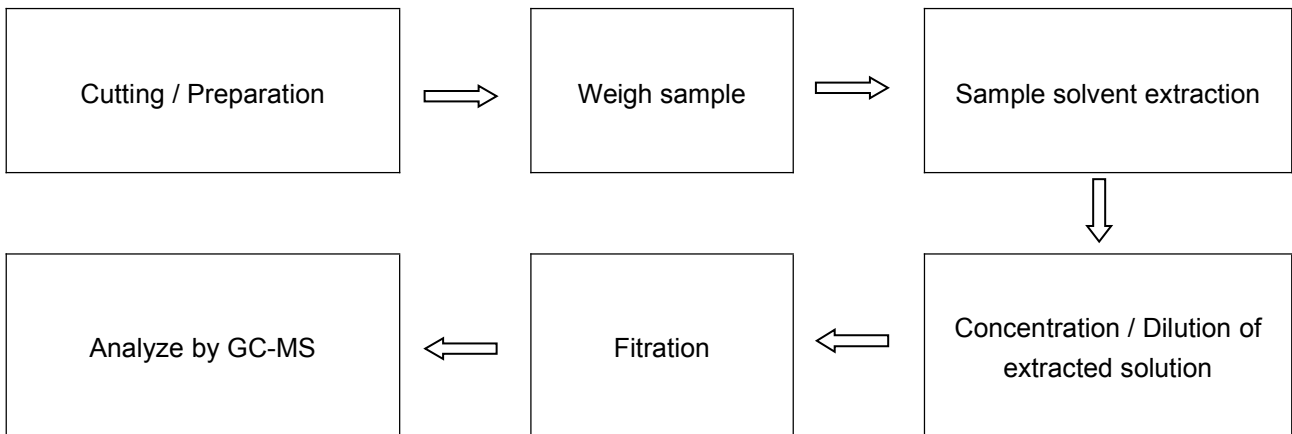 Cutting / Preparation
Weigh sample
Sample solvent extraction
Concentration / Dilution of
extracted solution
Fitration
Analyze by GC-MS